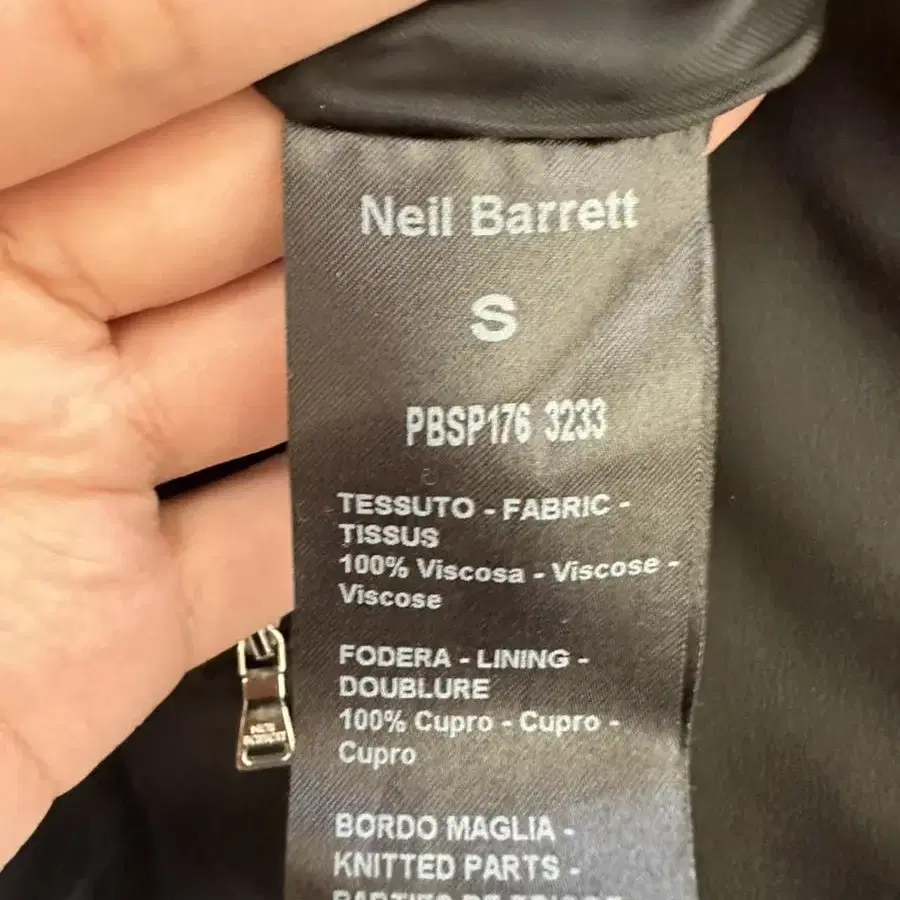 Neil Barrett
S
PBSP176 3233
TESSUTO - FABRIC -
TISSUS
100% Viscosa - Viscose -
Viscose
FODERA - LINING -
DOUBLURE
100% Cupro - Cupro -
Cupro
BORDO MAGLIA -
KNITTED PARTS -